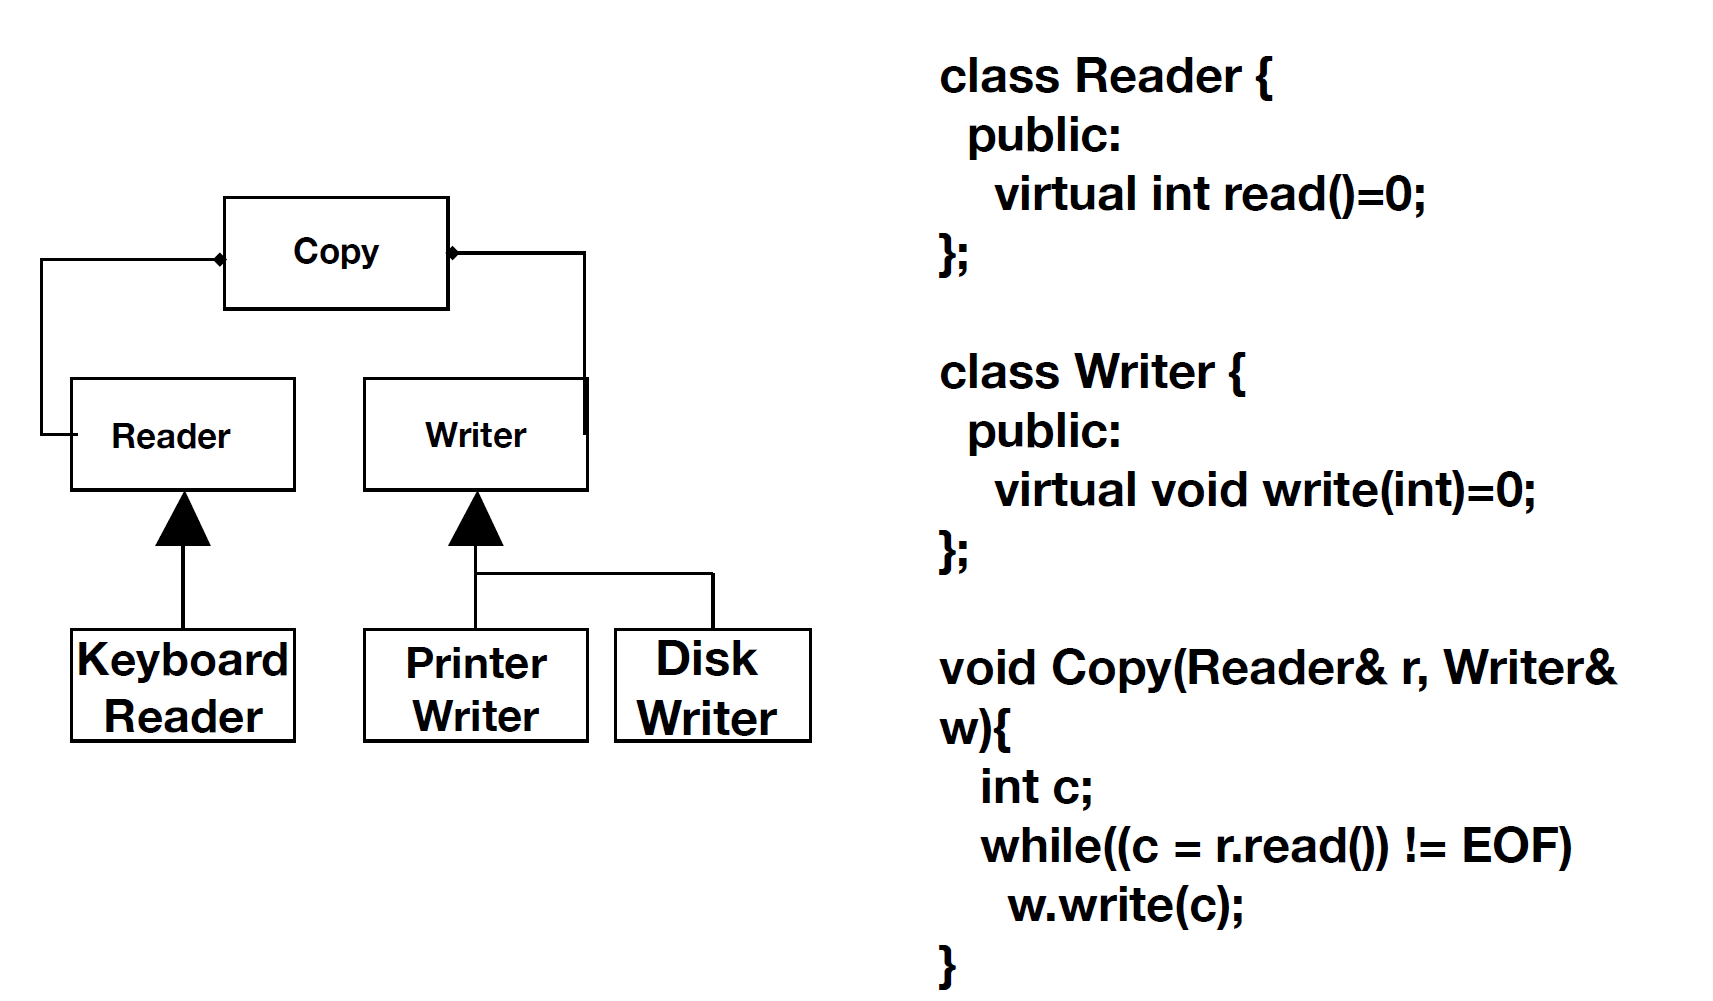 Copy
Reader
Writer
Keyboard
Reader
Printer
Writer
Disk
Writer
class Reader {
public:
virtual int read()=0;
};
class Writer {
public:
virtual void write(int)=0;
};
void Copy(Reader& r, Writer&
w){
int c;
while((c = r.read()) != EOF)
w.write(c);
}